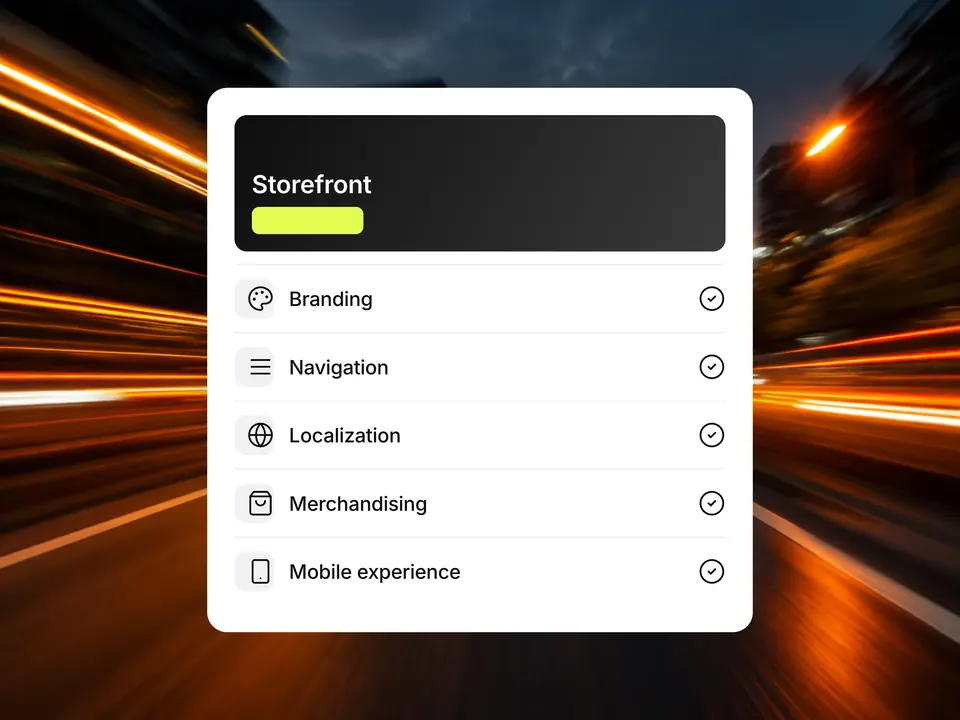 Storefront
Branding
Navigation
Localization
Merchandising
Mobile experience